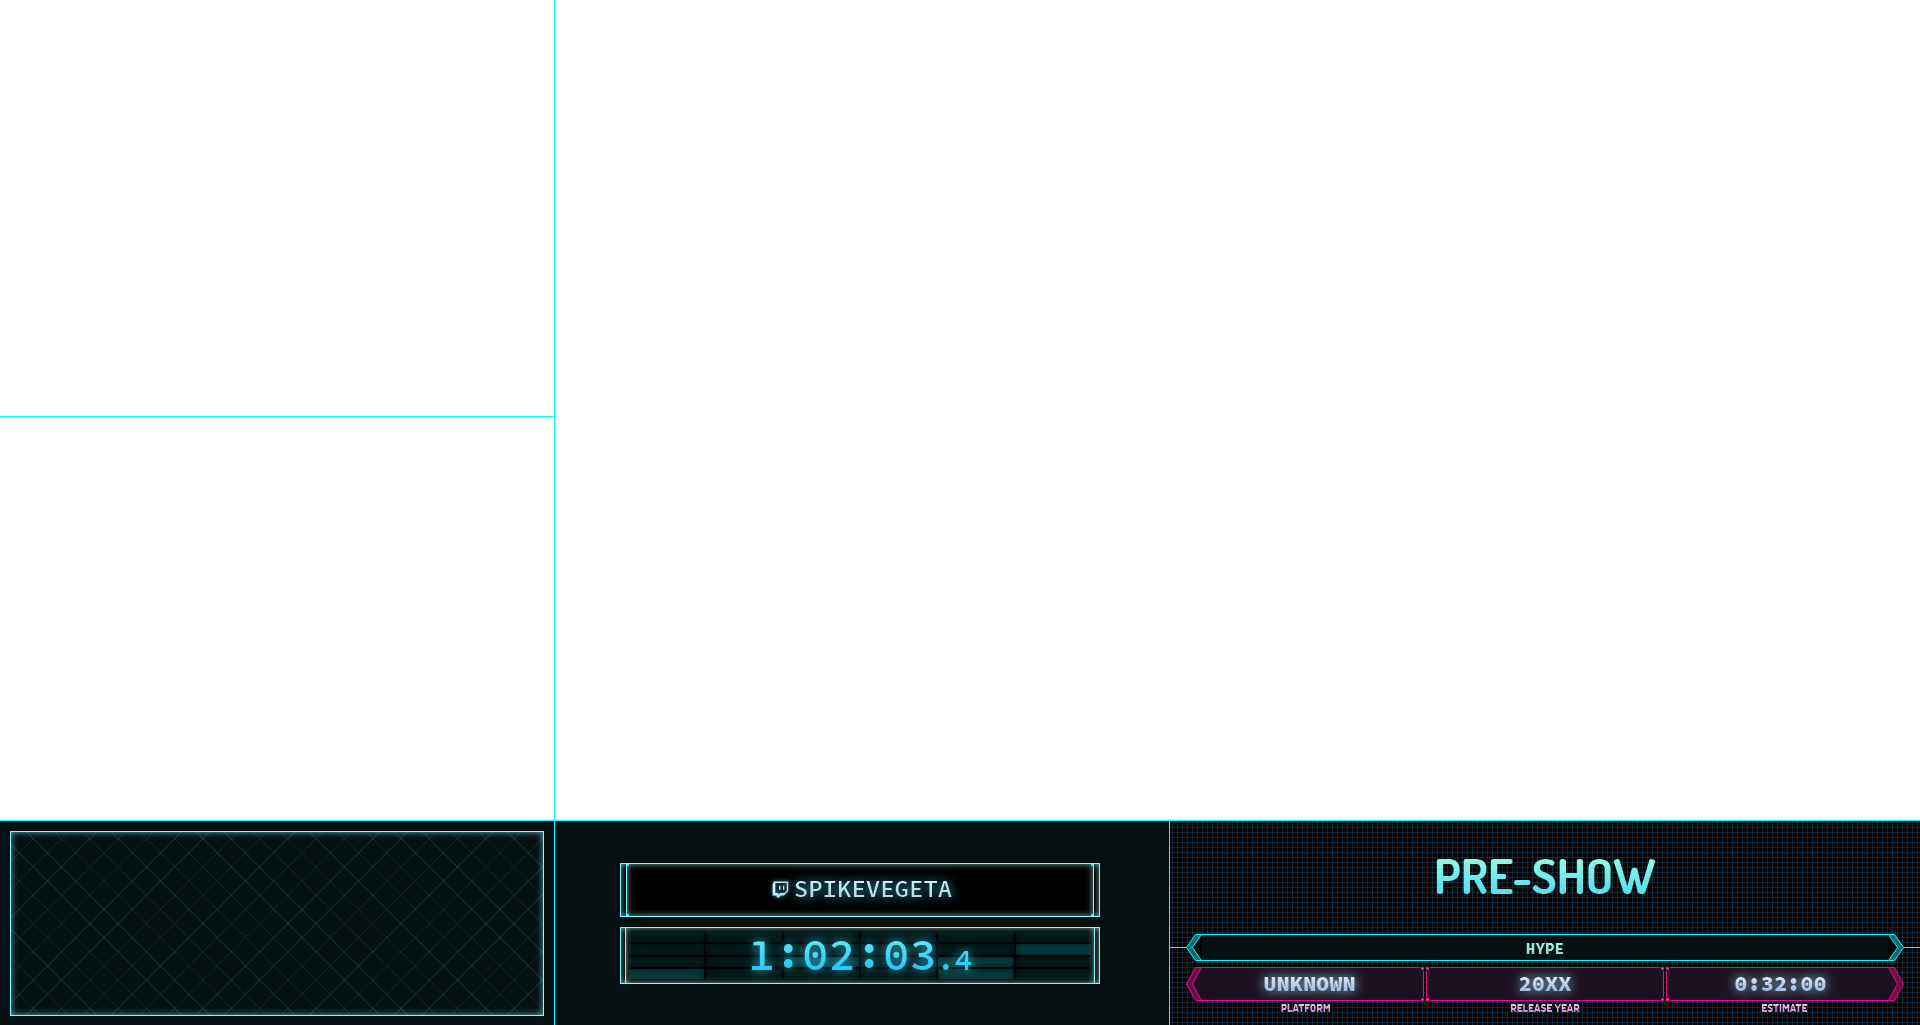 SPIKEVEGETA
1:02:03.4
PRE-SHOW
HYPE
UNKNOWN 20XX 0:32:00
PLATFORM RELEASE YEAR ESTIMATE